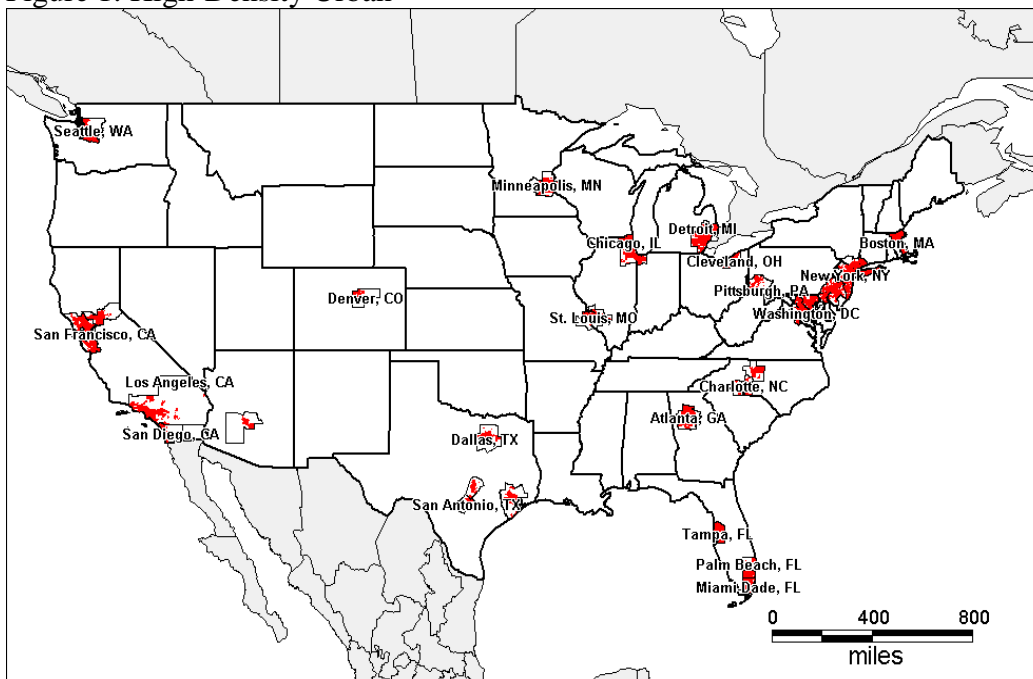 Figure 1: High-Density Urban
Seattle, WA
Minneapolis, MN
Detroit, MI
Chicago, IL
Boston, MA
Cleveland, OH
New York, NY
Pittsburgh, PA
Denver, CO
St. Louis, MO
Washington, DC
San Francisco, CA
Los Angeles, CA
Charlotte, NC
Atlanta, GA
San Diego, CA
Dallas, TX
San Antonio, TX
Tampa, FL
Palm Beach, FL
Miami-Dade, FL
0 400 800
miles